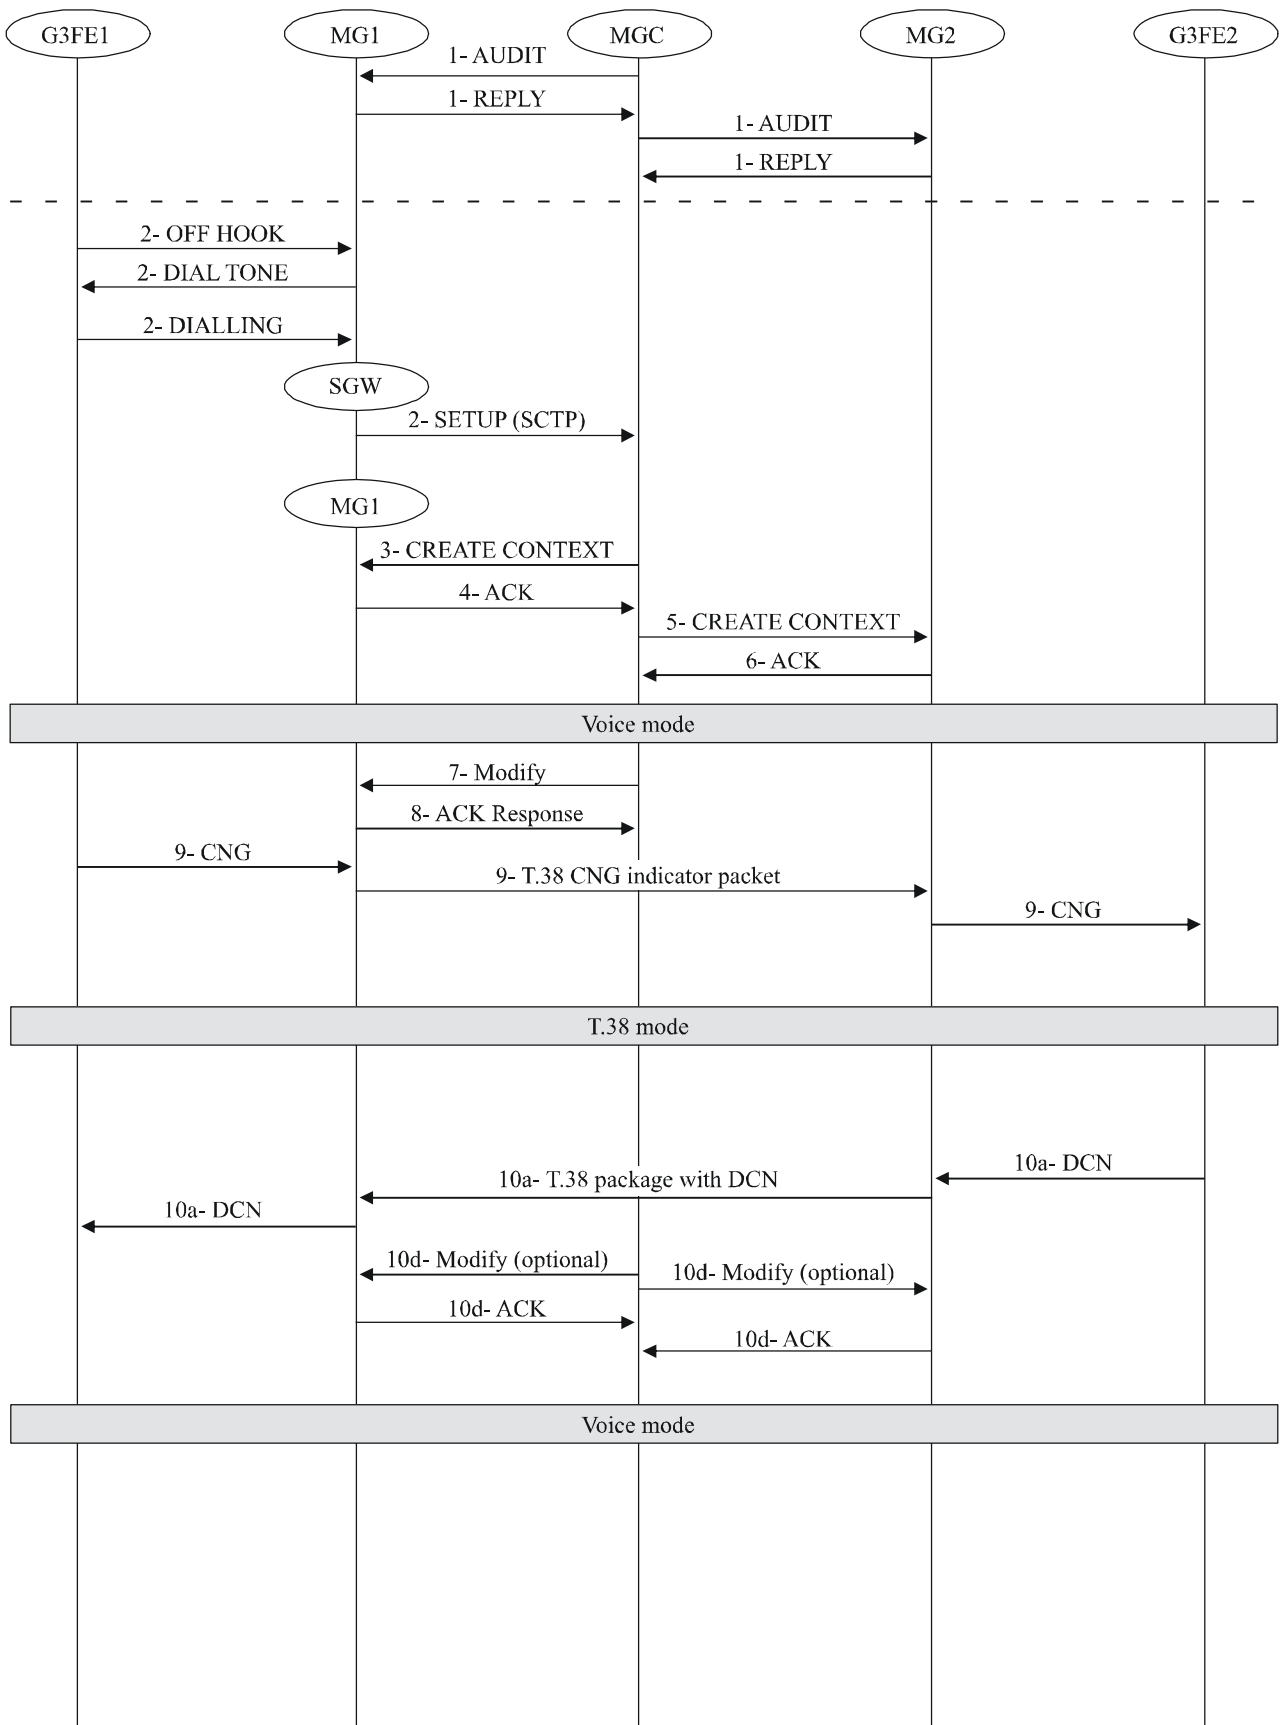 G3FE1
MG1
MGC
MG2
G3FE2
1- AUDIT
1- REPLY
1- AUDIT
1- REPLY
2- OFF HOOK
2- DIAL TONE
2- DIALLING
SGW
2- SETUP (SCTP)
MG1
3- CREATE CONTEXT
4- ACK
5- CREATE CONTEXT
6- ACK
Voice mode
7- Modify
8- ACK Response
9- CNG
9- T.38 CNG indicator packet
9- CNG
T.38 mode
10a- DCN
10a- T.38 package with DCN
10a- DCN
10d- Modify (optional)
10d- Modify (optional)
10d- ACK
10d- ACK
Voice mode